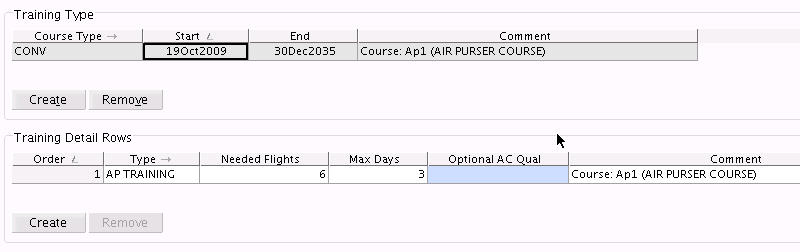 Training Type
Course Type → Start End Comment
CONV 19Oct2009 30Dec2035 Course: Ap1 (AIR PURSER COURSE)
Create Remove
Training Detail Rows
Order Type → Needed Flights Max Days Optional AC Qual Comment
1 AP TRAINING 6 3 Course: Ap1 (AIR PURSER COURSE)
Create Remove